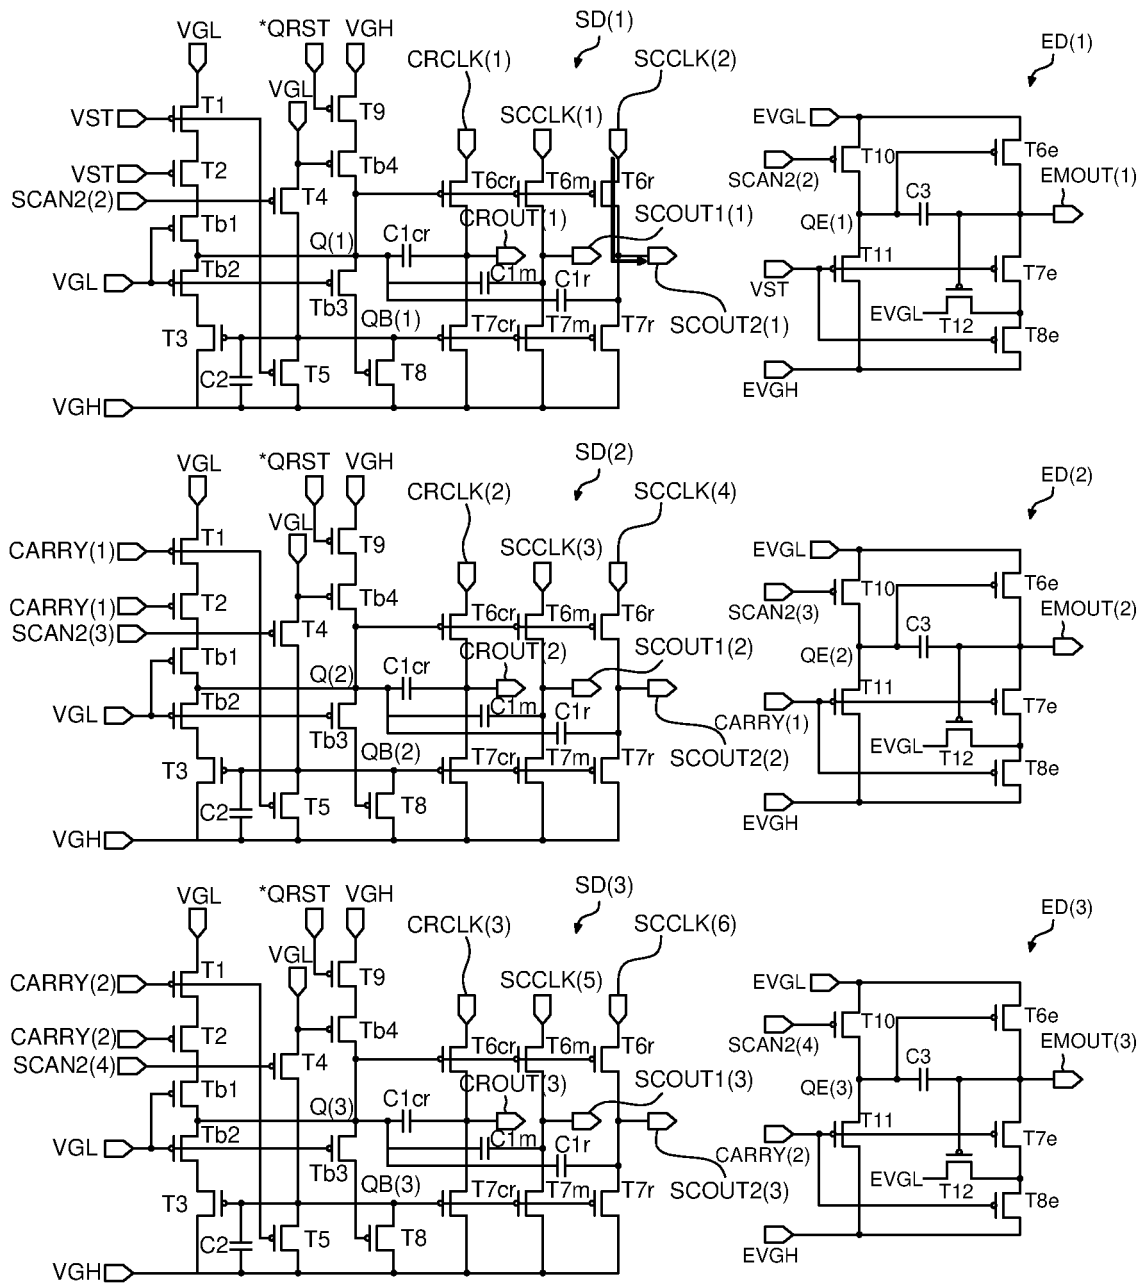 SD(1)
ED(1)
VGL
*QRST
VGH
CRCLK(1)
SCCLK(2)
VGL
SCCLK(1)
EVGL
VST
T1
T9
T6e
EMOUT(1)
VST
T2
Tb4
T10
SCAN2(2)
SCAN2(2)
T4
T6cr
T6m
T6r
C3
Tb1
Q(1)
C1cr
CROUT(1)
SCOUT1(1)
QE(1)
VGL
Tb2
Tb3
C1m
C1r
VST
T11
T7e
SCOUT2(1)
EVGL
T12
T3
QB(1)
T7cr
T7m
T7r
T8e
C2
T5
T8
EVGH
VGH
SD(2)
ED(2)
VGL
*QRST
VGH
CRCLK(2)
SCCLK(4)
VGL
SCCLK(3)
EVGL
CARRY(1)
T1
T9
T6e
EMOUT(2)
CARRY(1)
T2
Tb4
T10
SCAN2(3)
SCAN2(3)
T4
T6cr
T6m
T6r
C3
Tb1
Q(2)
C1cr
CROUT(2)
SCOUT1(2)
QE(2)
VGL
Tb2
Tb3
C1m
C1r
CARRY(1)
T11
T7e
SCOUT2(2)
EVGL
T12
T3
QB(2)
T7cr
T7m
T7r
T8e
C2
T5
T8
EVGH
VGH
SD(3)
ED(3)
VGL
*QRST
VGH
CRCLK(3)
SCCLK(6)
VGL
SCCLK(5)
EVGL
CARRY(2)
T1
T9
T6e
EMOUT(3)
CARRY(2)
T2
Tb4
T10
SCAN2(4)
SCAN2(4)
T4
T6cr
T6m
T6r
C3
Tb1
Q(3)
C1cr
CROUT(3)
SCOUT1(3)
QE(3)
VGL
Tb2
Tb3
C1m
C1r
CARRY(2)
T11
T7e
SCOUT2(3)
EVGL
T12
T3
QB(3)
T7cr
T7m
T7r
T8e
C2
T5
T8
EVGH
VGH